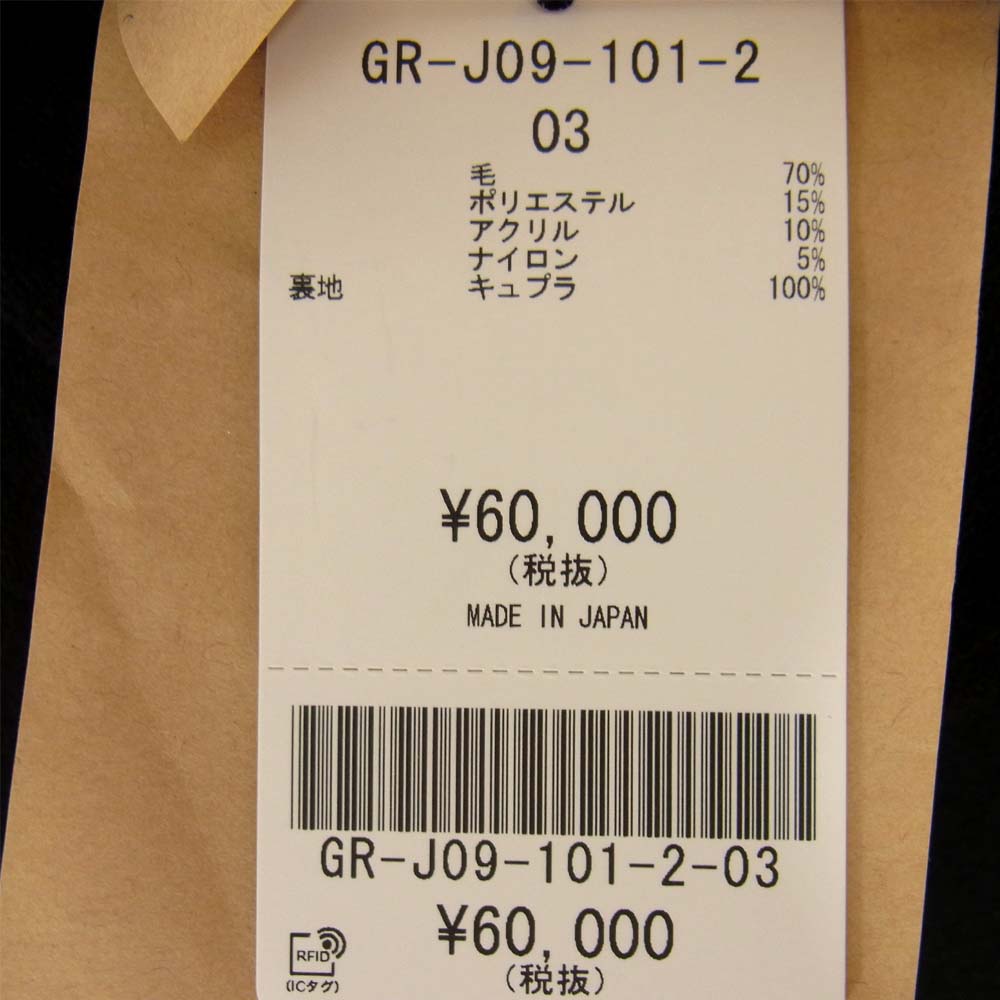 GR-J09-101-2
03
毛 70%
ポリエステル 15%
アクリル 10%
ナイロン 5%
裏地 キュプラ 100%
¥60,000
(税抜)
MADE IN JAPAN
GR-J09-101-2-03
¥60,000
(税抜)
RFID
(ICタグ)